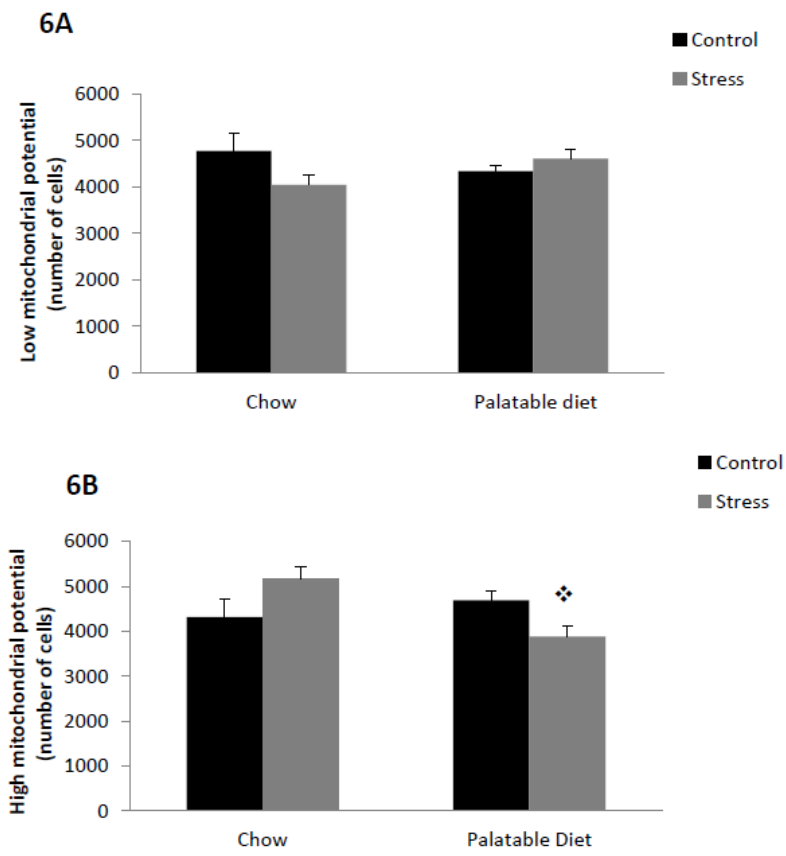 6A
Control
Stress
Low mitochondrial potential
(number of cells)
6000
5000
4000
3000
2000
1000
0
Chow
Palatable diet
6B
Control
Stress
High mitochondrial potential
(number of cells)
6000
5000
4000
3000
2000
1000
0
Chow
Palatable Diet